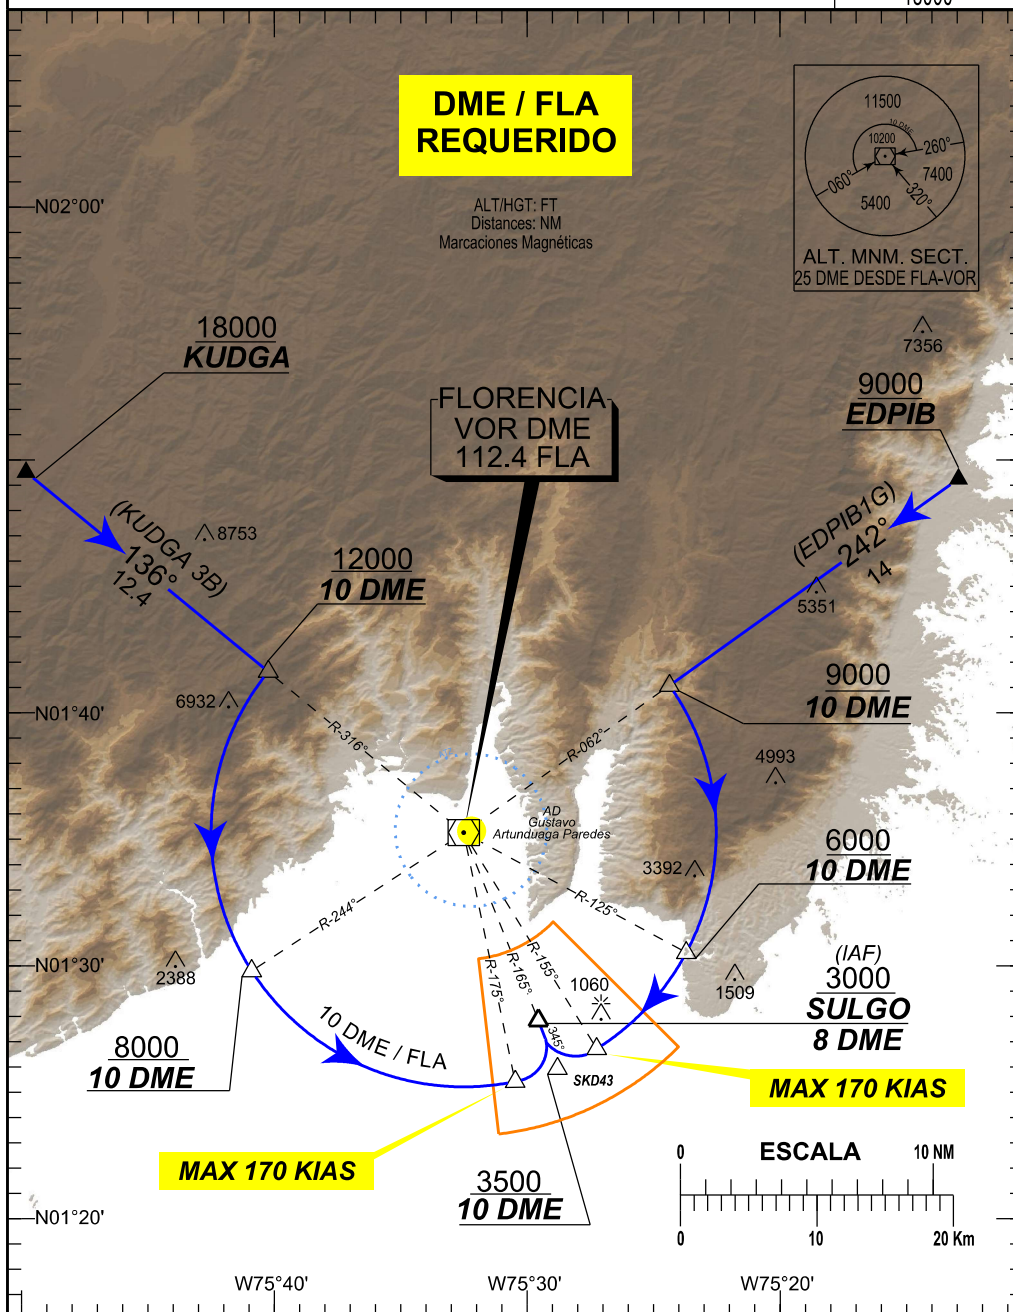 DME / FLA
REQUERIDO
ALT/HGT: FT
Distances: NM
Marcaciones Magnéticas
11500
10 DME
10200
260°
060°
7400
320°
5400
ALT. MNM. SECT.
25 DME DESDE FLA-VOR
N02°00'
18000
KUDGA
7356
9000
EDPIB
FLORENCIA
VOR DME
112.4 FLA
(KUDGA 3B)
136°
12.4
8753
(EDPIB1G)
242°
14
12000
10 DME
5351
6932
N01°40'
R-316°
R-062°
9000
10 DME
4993
AD
Gustavo
Artunduaga Paredes
3392
6000
10 DME
R-244°
R-125°
N01°30'
2388
R-175°
R-165°
R-155°
1060
1509
(IAF)
3000
SULGO
8 DME
345°
10 DME / FLA
8000
10 DME
SKD43
MAX 170 KIAS
MAX 170 KIAS
3500
10 DME
0
ESCALA
10 NM
0
10
20 Km
N01°20'
W75°40'
W75°30'
W75°20'